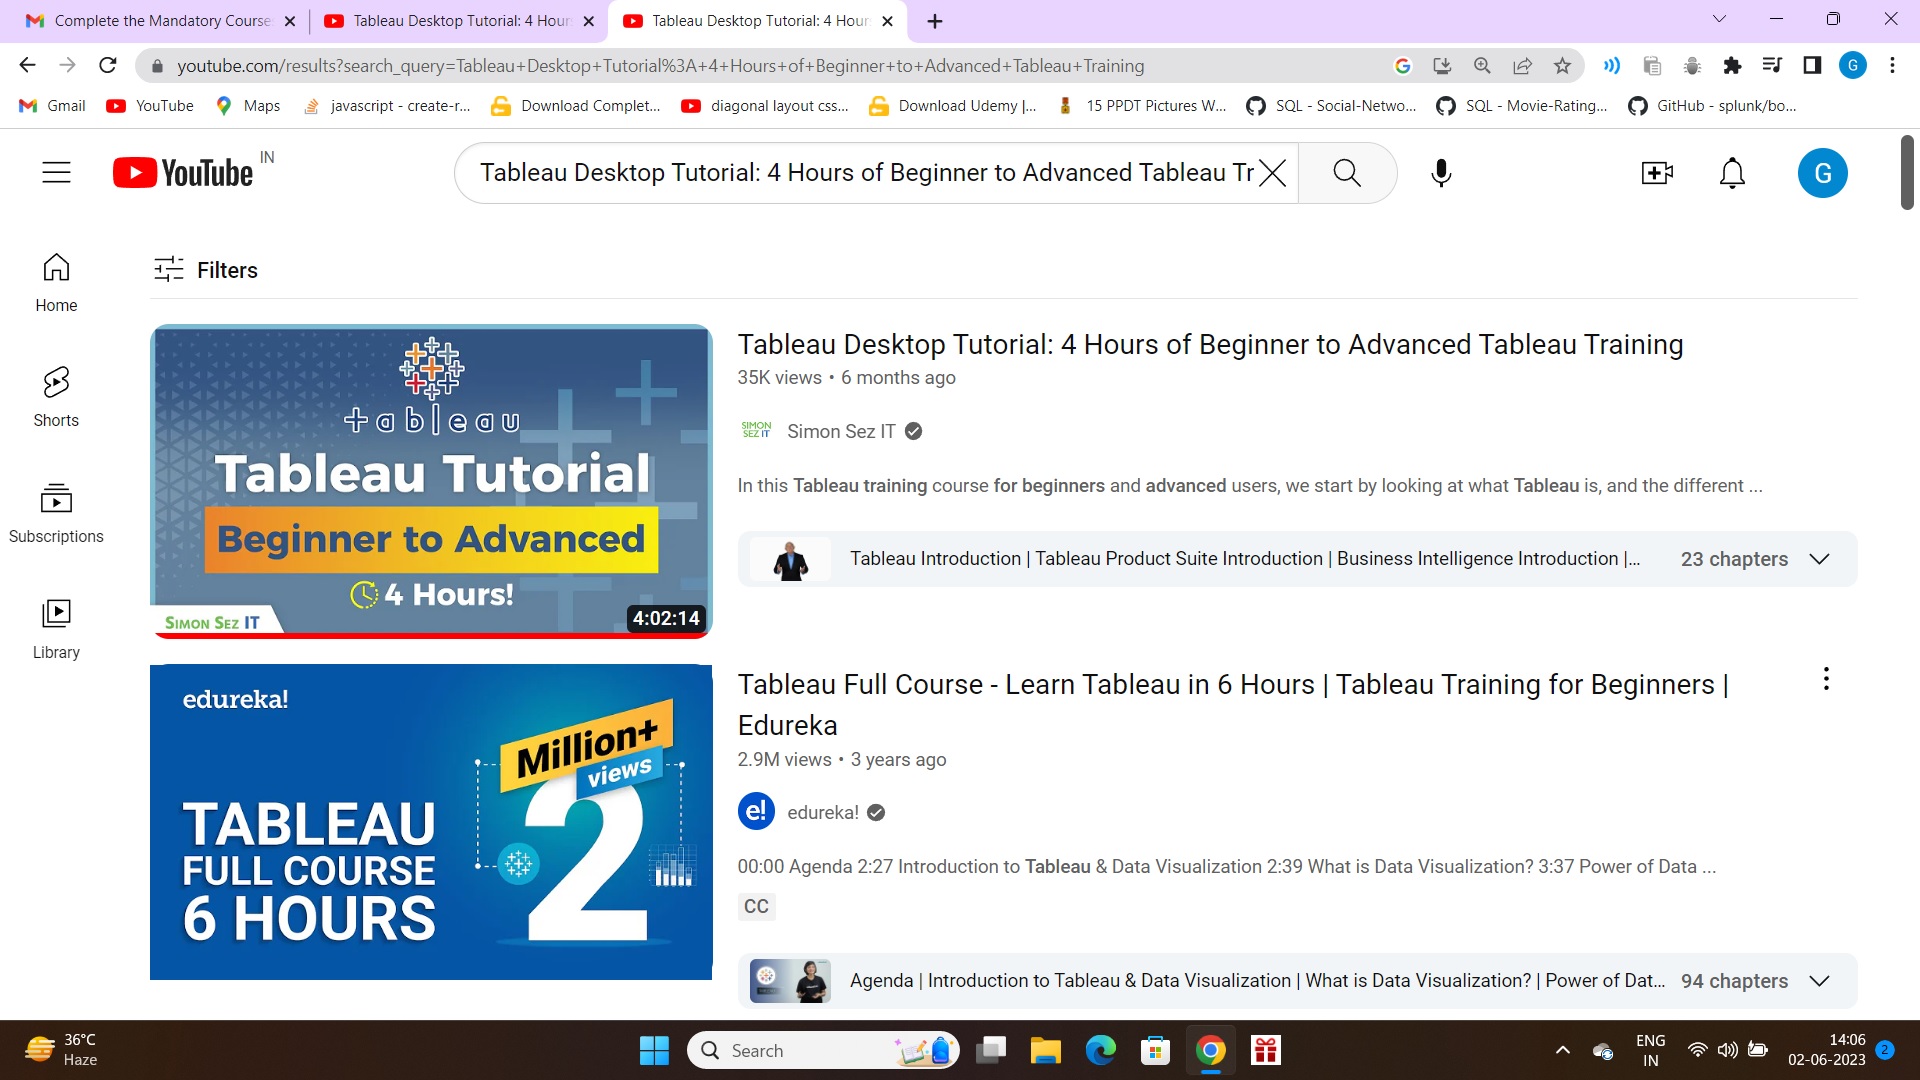 Complete the Mandatory Course
Tableau Desktop Tutorial: 4 Hour
Tableau Desktop Tutorial: 4 Hour
youtube.com/results?search_query=Tableau+Desktop+Tutorial%3A+4+Hours+of+Beginner+to+Advanced+Tableau+Training
G
Gmail
YouTube
Maps
javascript - create-r...
Download Complet...
diagonal layout css...
Download Udemy |...
15 PPDT Pictures W...
SQL - Social-Netwo...
SQL - Movie-Rating...
GitHub - splunk/bo...
YouTube IN
Tableau Desktop Tutorial: 4 Hours of Beginner to Advanced Tableau Tr
G
Home
Shorts
Subscriptions
Library
Filters
+ableau
Tableau Tutorial
Beginner to Advanced
4 Hours!
SIMON SEZ IT
4:02:14
Tableau Desktop Tutorial: 4 Hours of Beginner to Advanced Tableau Training
35K views • 6 months ago
SIMON
SEZ IT
Simon Sez IT
In this Tableau training course for beginners and advanced users, we start by looking at what Tableau is, and the different ...
Tableau Introduction | Tableau Product Suite Introduction | Business Intelligence Introduction |...
23 chapters
edureka!
Million+
views
2
TABLEAU
FULL COURSE
6 HOURS
Tableau Full Course - Learn Tableau in 6 Hours | Tableau Training for Beginners |
Edureka
2.9M views • 3 years ago
e!
edureka!
00:00 Agenda 2:27 Introduction to Tableau & Data Visualization 2:39 What is Data Visualization? 3:37 Power of Data ...
CC
Agenda | Introduction to Tableau & Data Visualization | What is Data Visualization? | Power of Dat...
94 chapters
36°C
Haze
Search
ENG
IN
14:06
02-06-2023
2